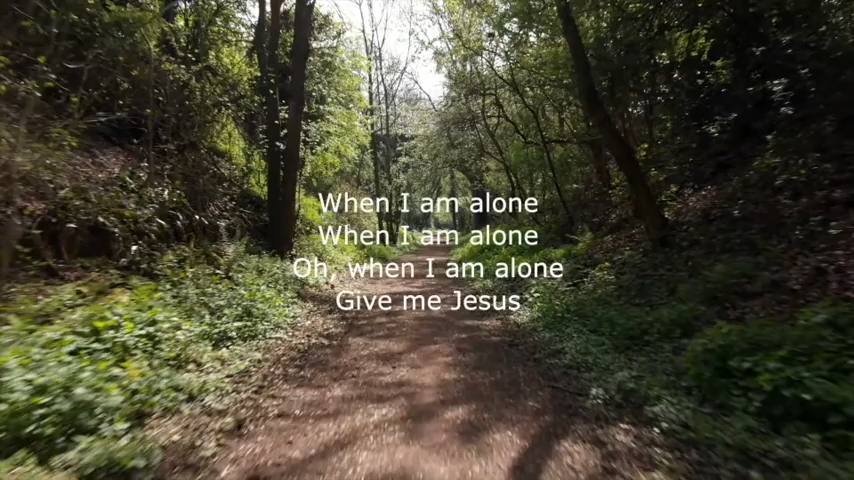 When I am alone
When I am alone
Oh, when I am alone
Give me Jesus